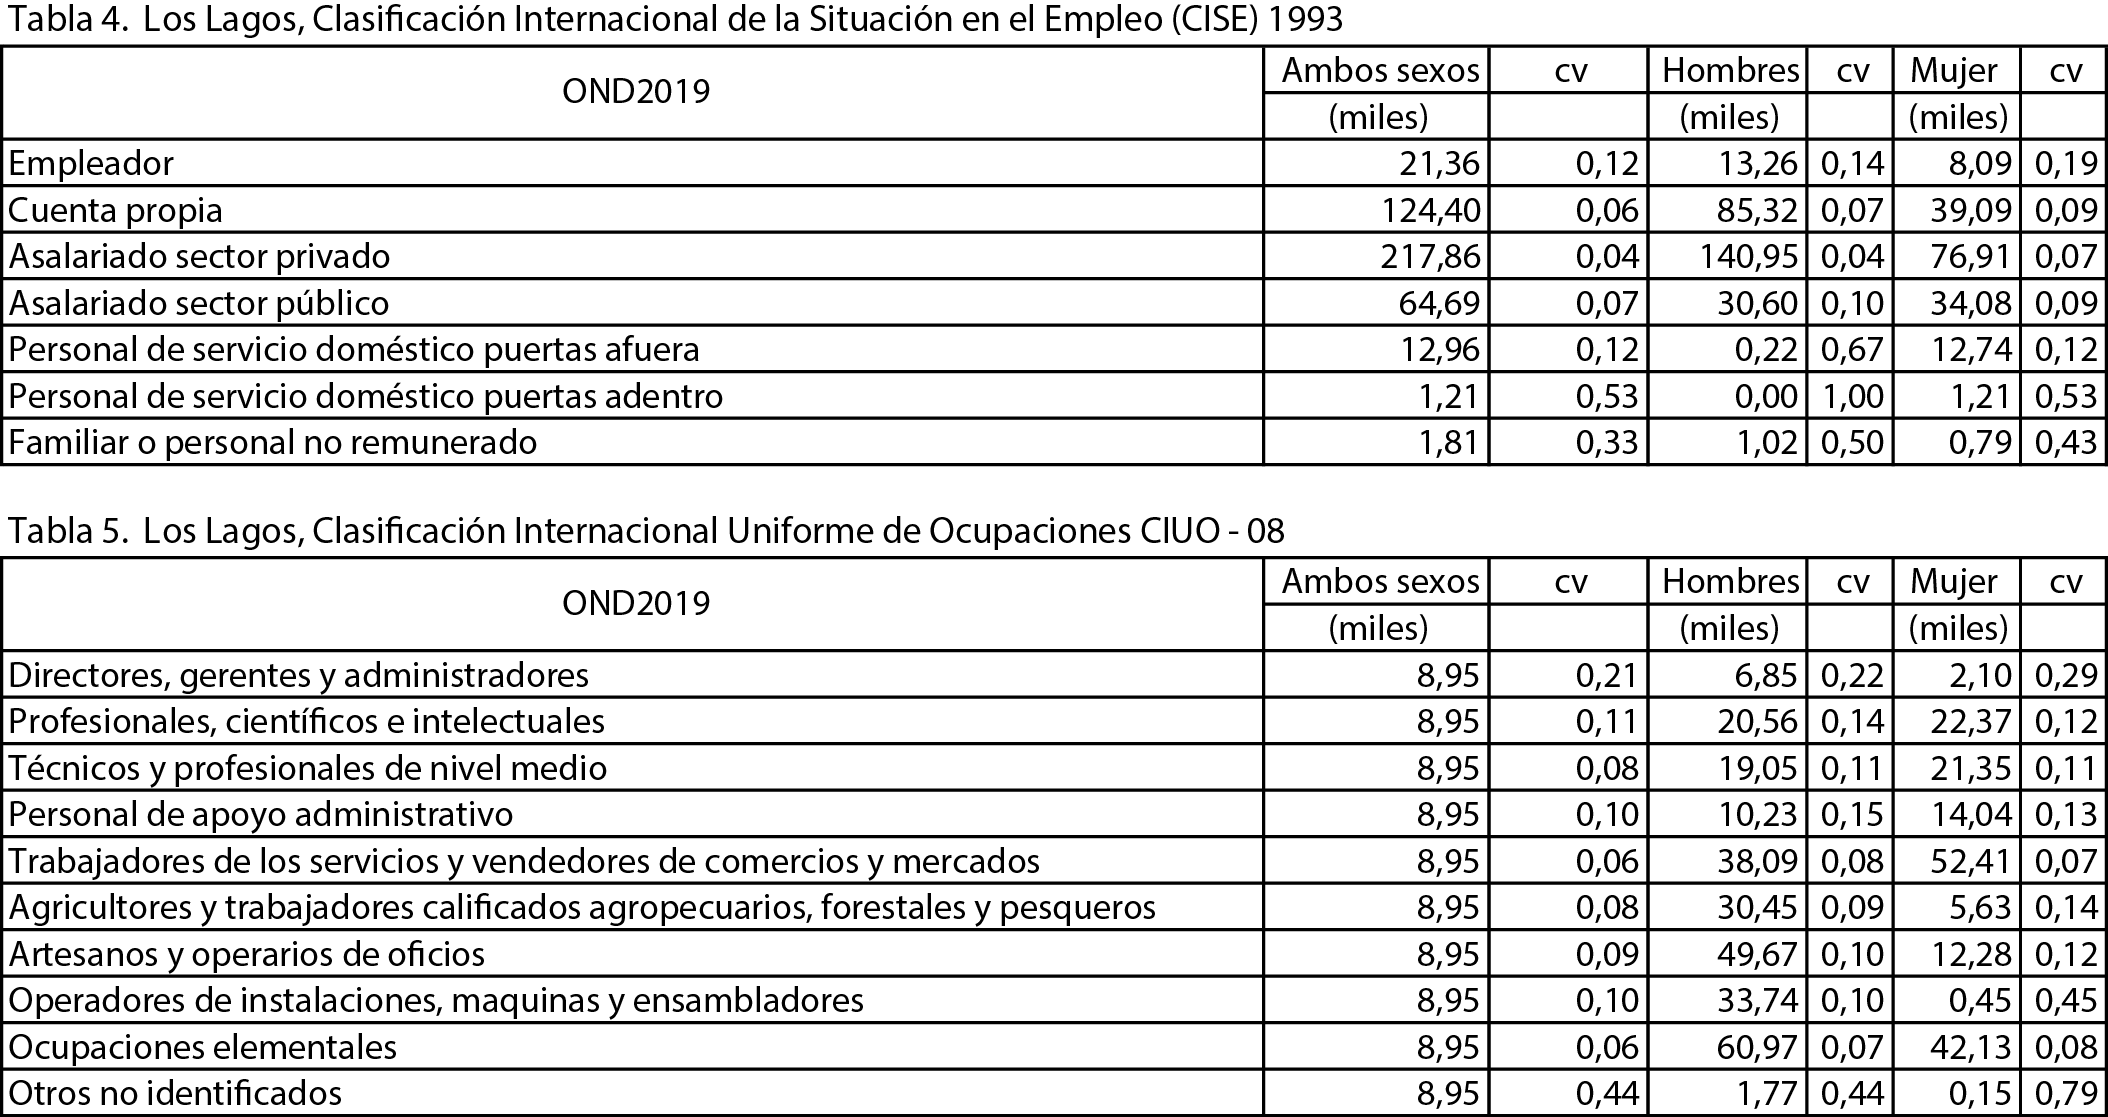 Tabla 4. Los Lagos, Clasificación Internacional de la Situación en el Empleo (CISE) 1993
OND2019 Ambos sexos cv Hombres cv Mujer cv
(miles) (miles) (miles)
Empleador 21,36 0,12 13,26 0,14 8,09 0,19
Cuenta propia 124,40 0,06 85,32 0,07 39,09 0,09
Asalariado sector privado 217,86 0,04 140,95 0,04 76,91 0,07
Asalariado sector público 64,69 0,07 30,60 0,10 34,08 0,09
Personal de servicio doméstico puertas afuera 12,96 0,12 0,22 0,67 12,74 0,12
Personal de servicio doméstico puertas adentro 1,21 0,53 0,00 1,00 1,21 0,53
Familiar o personal no remunerado 1,81 0,33 1,02 0,50 0,79 0,43
Tabla 5. Los Lagos, Clasificación Internacional Uniforme de Ocupaciones CIUO - 08
OND2019 Ambos sexos cv Hombres cv Mujer cv
(miles) (miles) (miles)
Directores, gerentes y administradores 8,95 0,21 6,85 0,22 2,10 0,29
Profesionales, científicos e intelectuales 8,95 0,11 20,56 0,14 22,37 0,12
Técnicos y profesionales de nivel medio 8,95 0,08 19,05 0,11 21,35 0,11
Personal de apoyo administrativo 8,95 0,10 10,23 0,15 14,04 0,13
Trabajadores de los servicios y vendedores de comercios y mercados 8,95 0,06 38,09 0,08 52,41 0,07
Agricultores y trabajadores calificados agropecuarios, forestales y pesqueros 8,95 0,08 30,45 0,09 5,63 0,14
Artesanos y operarios de oficios 8,95 0,09 49,67 0,10 12,28 0,12
Operadores de instalaciones, maquinas y ensambladores 8,95 0,10 33,74 0,10 0,45 0,45
Ocupaciones elementales 8,95 0,06 60,97 0,07 42,13 0,08
Otros no identificados 8,95 0,44 1,77 0,44 0,15 0,79